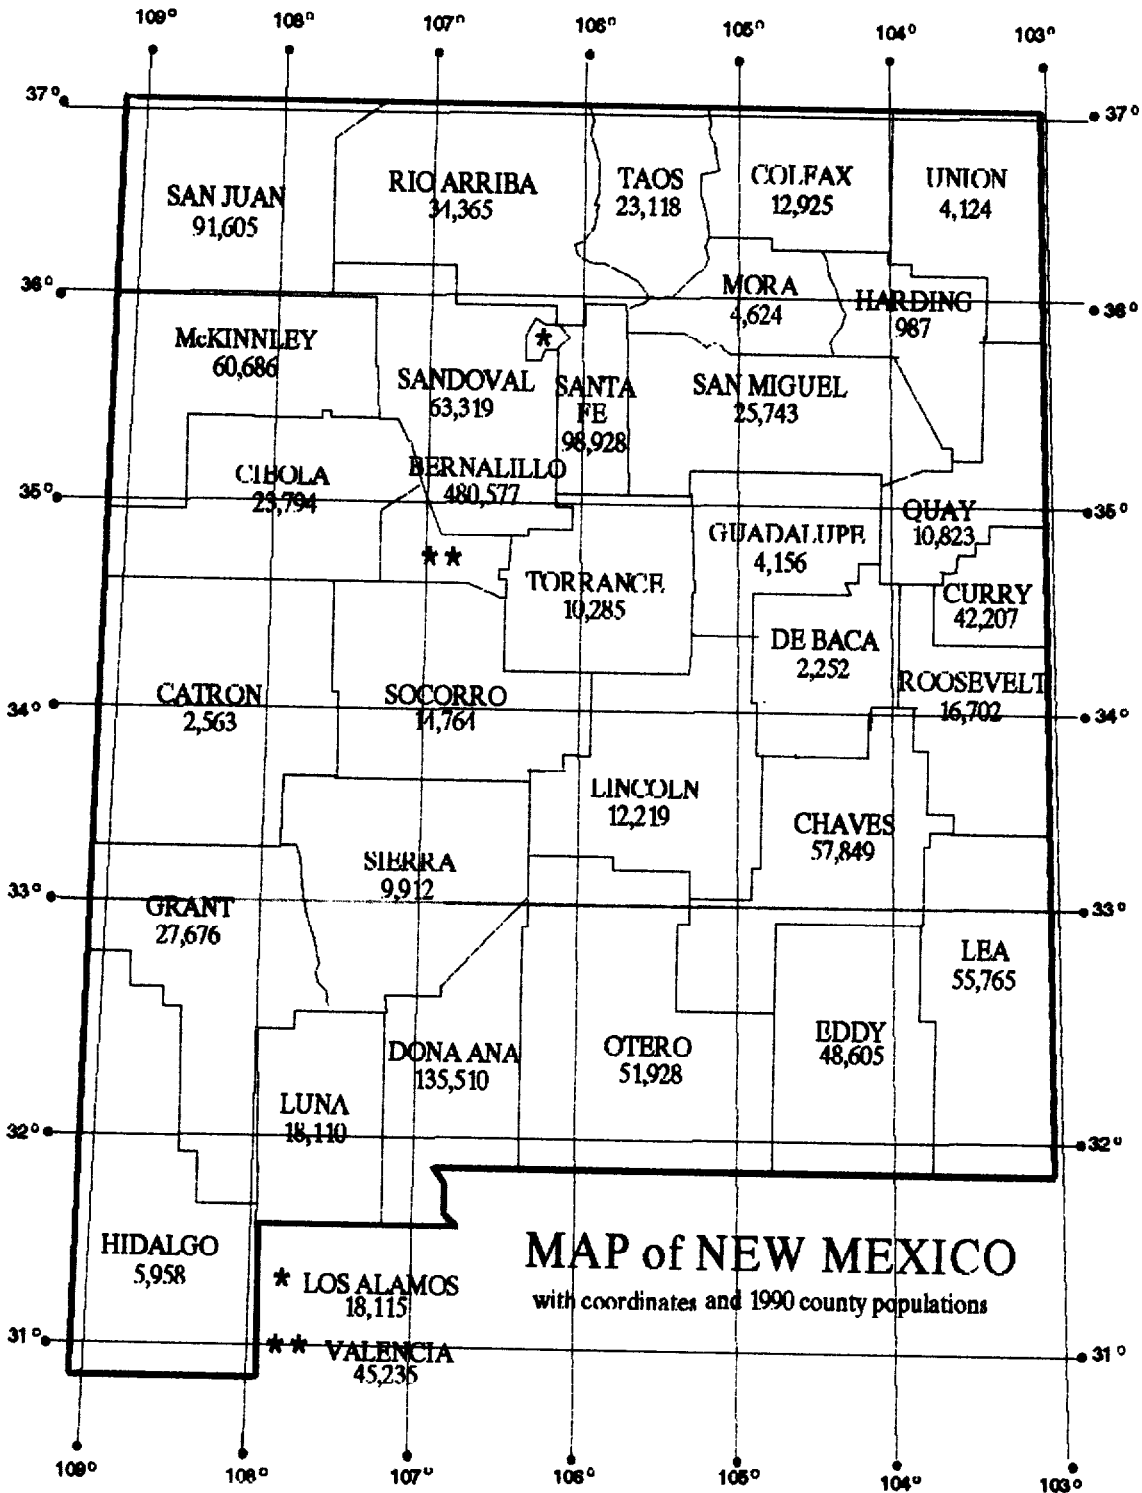 109° 108° 107° 106° 105° 104° 103°
37° 37°
SAN JUAN
91,605
RIO ARRIBA
34,365
TAOS
23,118
COLFAX
12,925
UNION
4,124
36° 36°
MORA
4,624
HARDING
987
McKINNLEY
60,686
*
SANDOVAL
63,319
SANTA
FE
98,928
SAN MIGUEL
25,743
CIBOLA
23,794
BERNALILLO
480,577
35° 35°
QUAY
10,823
GUADALUPE
4,156
**
TORRANCE
10,285
CURRY
42,207
DE BACA
2,252
ROOSEVELT
16,702
CATRON
2,563
SOCORRO
14,764
34° 34°
LINCOLN
12,219
CHAVES
57,849
SIERRA
9,912
33° 33°
GRANT
27,676
LEA
55,765
EDDY
48,605
DONA ANA
135,510
OTERO
51,928
LUNA
18,110
32° 32°
HIDALGO
5,958
MAP of NEW MEXICO
with coordinates and 1990 county populations
* LOS ALAMOS
18,115
** VALENCIA
45,235
31° 31°
109° 108° 107° 106° 105° 104° 103°